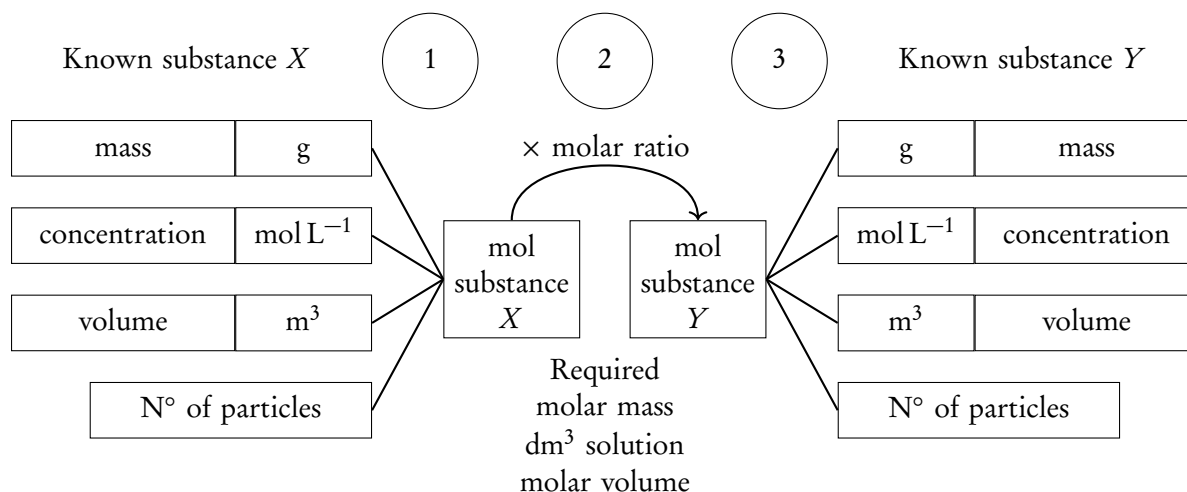 Known substance X 1 2 3 Known substance Y
mass g × molar ratio g mass
concentration mol L⁻¹ mol mol mol L⁻¹ concentration
substance substance
volume m³ X Y m³ volume
Required
N° of particles molar mass N° of particles
dm³ solution
molar volume